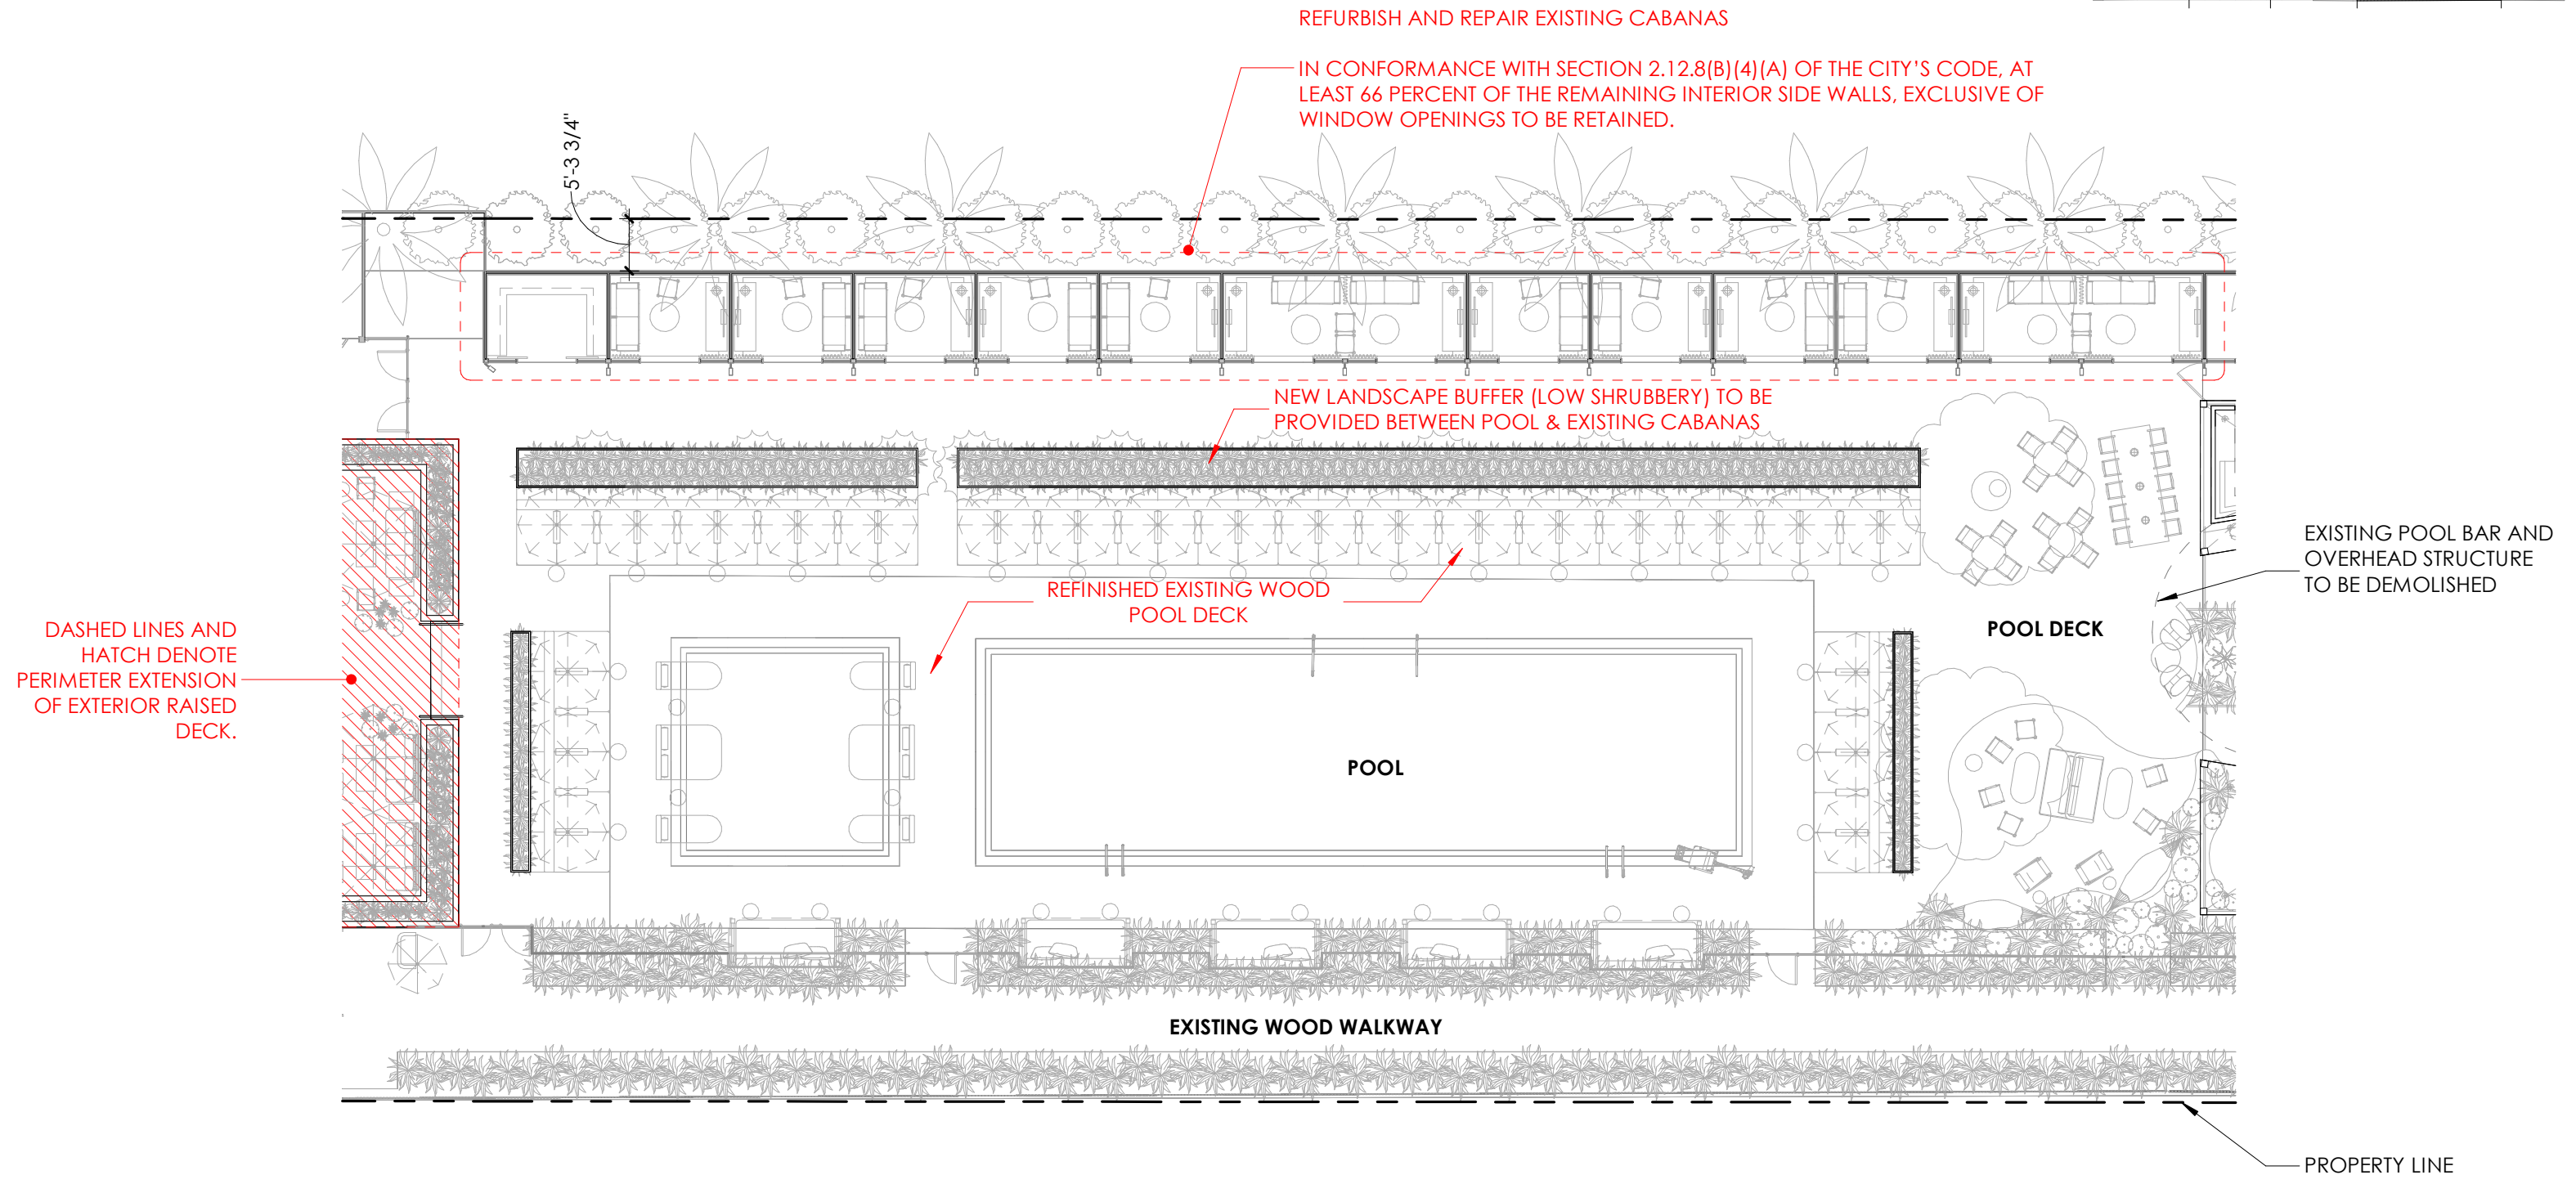 REFURBISH AND REPAIR EXISTING CABANAS
IN CONFORMANCE WITH SECTION 2.12.8(B)(4)(A) OF THE CITY'S CODE, AT
LEAST 66 PERCENT OF THE REMAINING INTERIOR SIDE WALLS, EXCLUSIVE OF
WINDOW OPENINGS TO BE RETAINED.
5'-3 3/4"
NEW LANDSCAPE BUFFER (LOW SHRUBBERY) TO BE
PROVIDED BETWEEN POOL & EXISTING CABANAS
EXISTING POOL BAR AND
OVERHEAD STRUCTURE
TO BE DEMOLISHED
REFINISHED EXISTING WOOD
POOL DECK
DASHED LINES AND
HATCH DENOTE
PERIMETER EXTENSION
OF EXTERIOR RAISED
DECK.
POOL DECK
POOL
EXISTING WOOD WALKWAY
PROPERTY LINE